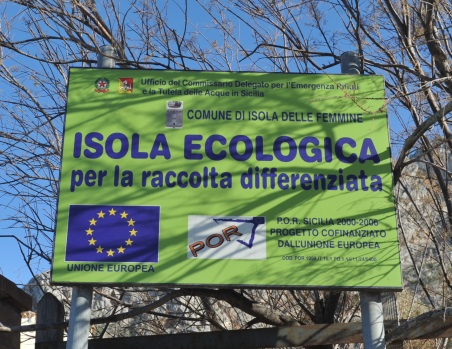 Ufficio del Commissario Delegato per l'Emergenza Rifiuti
e la Tutela delle Acque in Sicilia
COMUNE DI ISOLA DELLE FEMMINE
ISOLA ECOLOGICA
per la raccolta differenziata
UNIONE EUROPEA
POR
P.O.R. SICILIA 2000-2006
PROGETTO COFINANZIATO
DALL'UNIONE EUROPEA